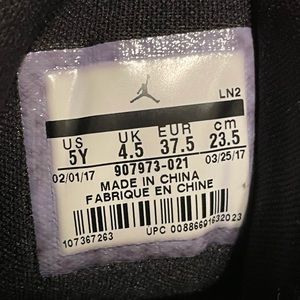 LN2
US UK EUR cm
5Y 4.5 37.5 23.5
02/01/17 03/25/17
907973-021
MADE IN CHINA
FABRIQUE EN CHINE
107367263
UPC